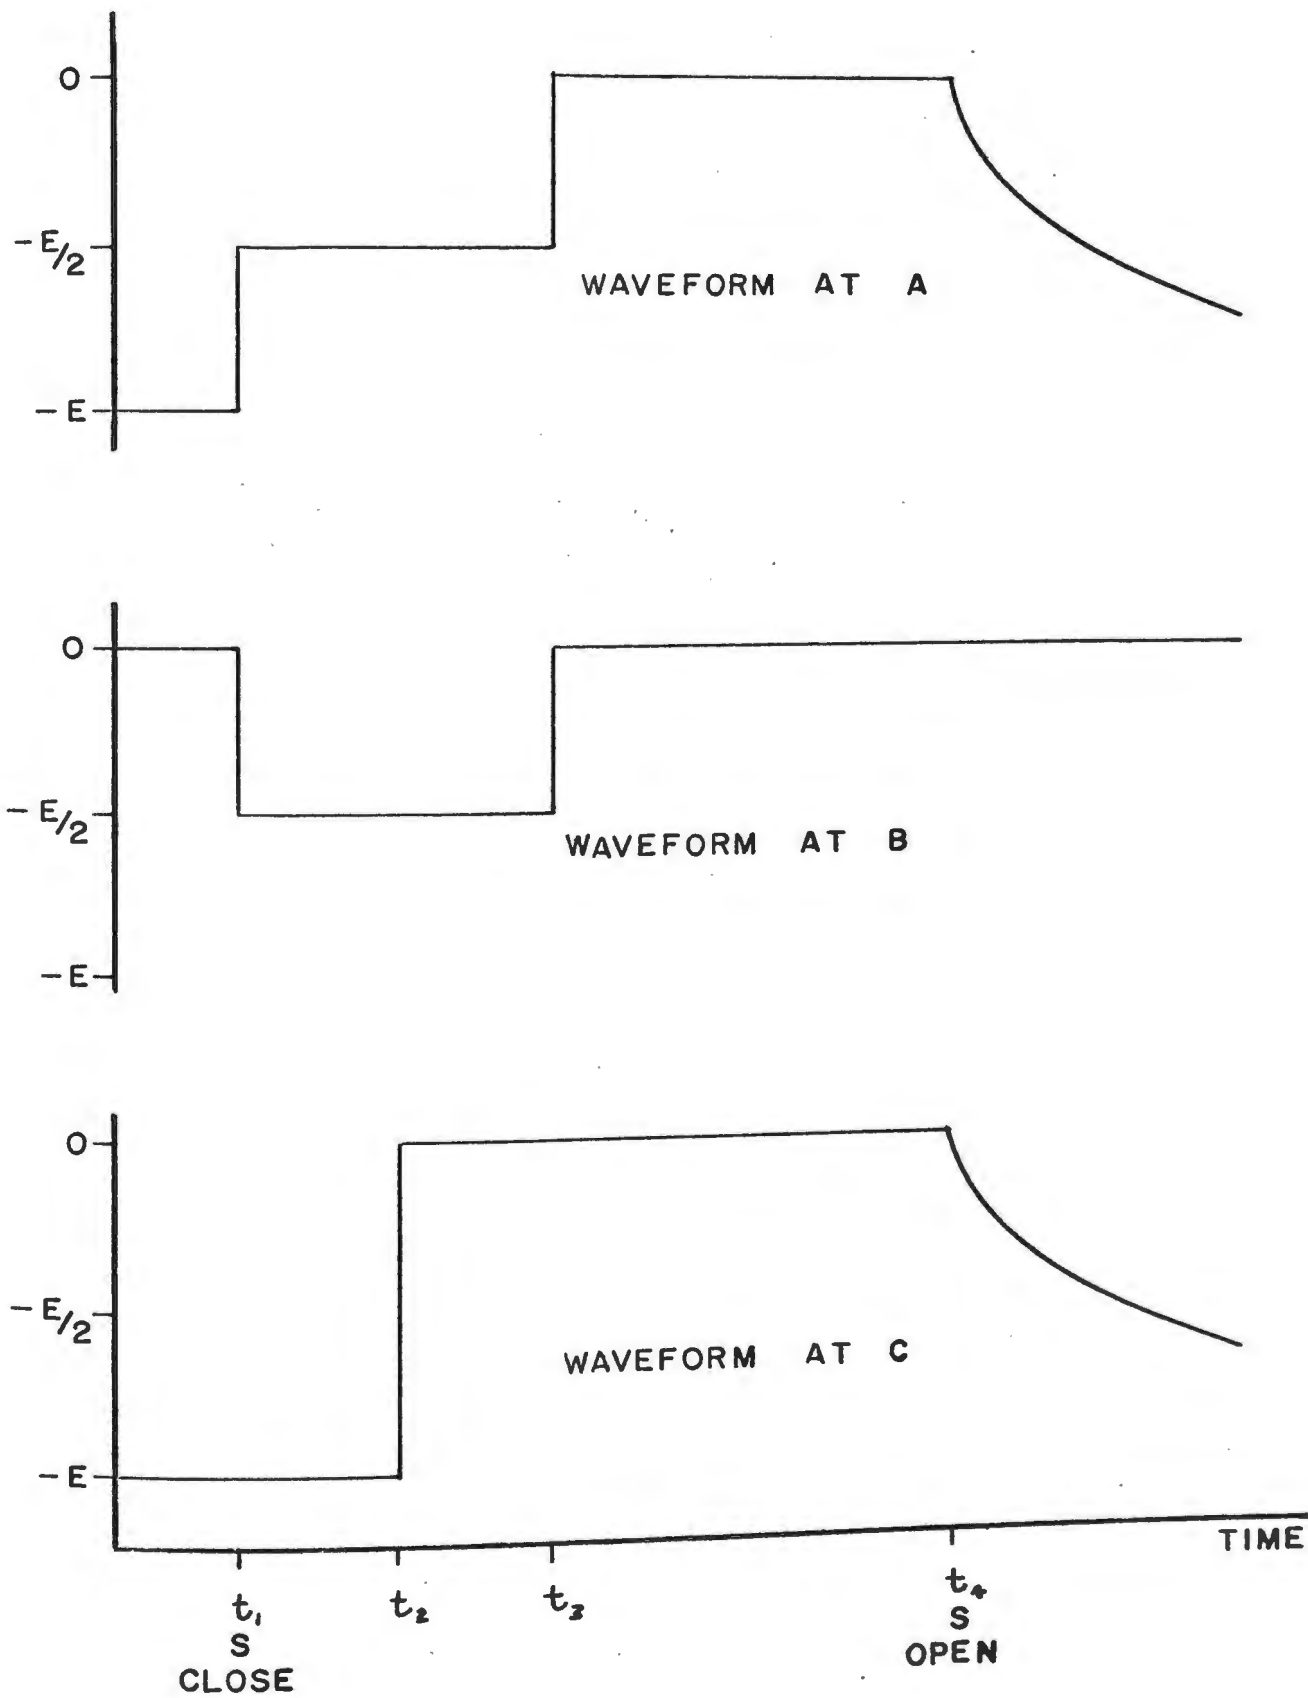 0
-E/2
WAVEFORM AT A
-E
0
-E/2
WAVEFORM AT B
-E
0
-E/2
WAVEFORM AT C
-E
TIME
t₁
t₂
t₃
t₄
S
S
CLOSE
OPEN